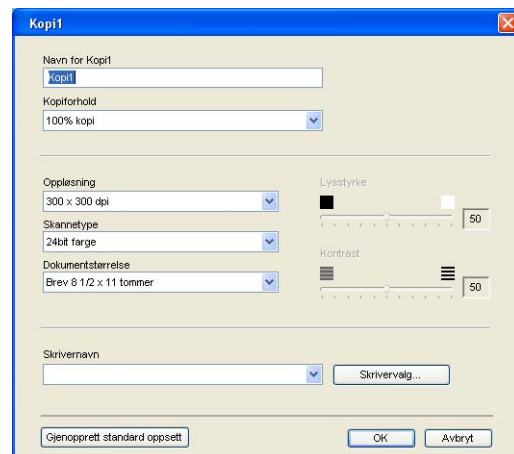 Kopi1
Navn for Kopi1
Kopi1
Kopiforhold
100% kopi
Oppløsning
300 x 300 dpi
Skannetype
24bit farge
Dokumentstørrelse
Brev 8 1/2 x 11 tommer
Lysstyrke
50
Kontrast
50
Skrivernavn
Skrivervalg...
Gjenopprett standard oppsett
OK
Avbryt